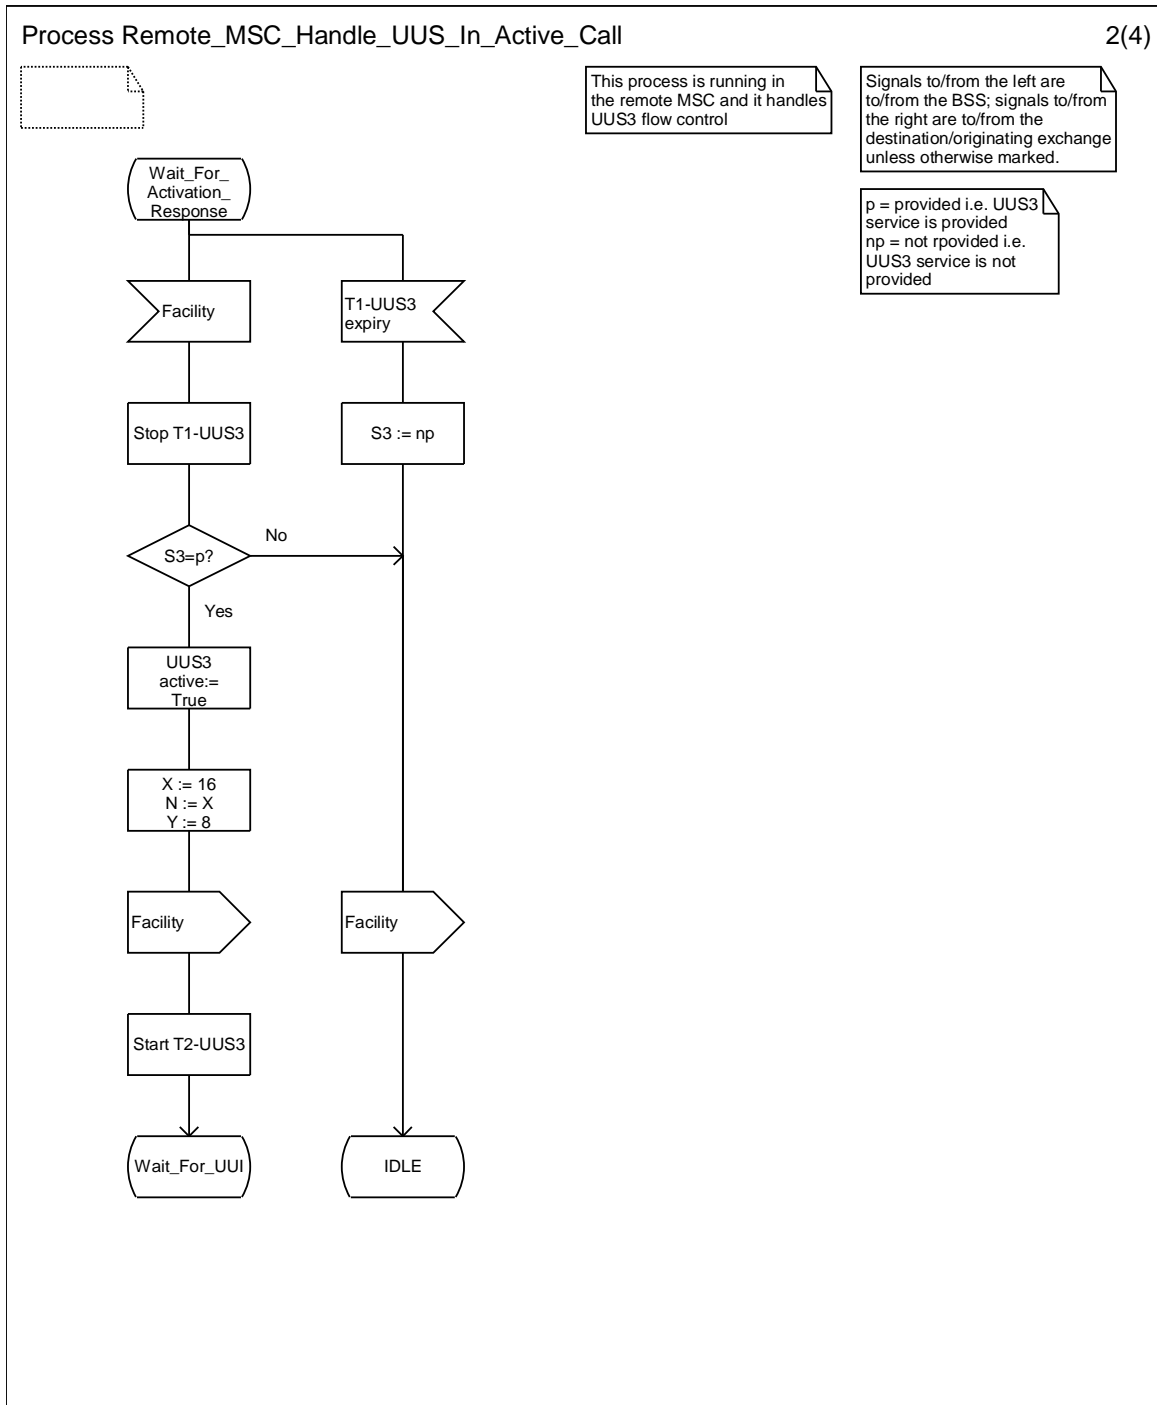 Process Remote_MSC_Handle_UUS_In_Active_Call
2(4)
This process is running in
the remote MSC and it handles
UUS3 flow control
Signals to/from the left are
to/from the BSS; signals to/from
the right are to/from the
destination/originating exchange
unless otherwise marked.
p = provided i.e. UUS3
service is provided
np = not rpovided i.e.
UUS3 service is not
provided
Wait_For_
Activation_
Response
Facility
T1-UUS3
expiry
Stop T1-UUS3
S3 := np
S3=p?
No
Yes
UUS3
active:=
True
X := 16
N := X
Y := 8
Facility
Facility
Start T2-UUS3
Wait_For_UUI
IDLE